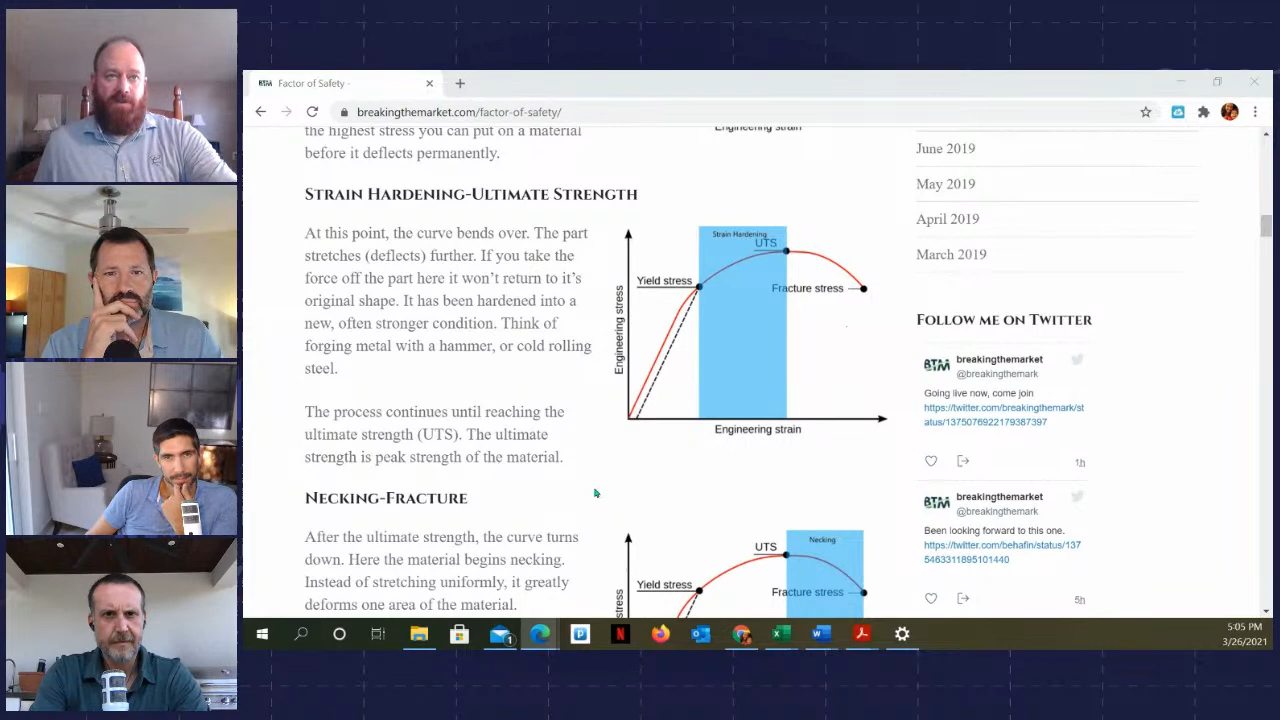 BTM Factor of Safety -
breakingthemarket.com/factor-of-safety/
the highest stress you can put on a material
before it deflects permanently.
Engineering strain
STRAIN HARDENING-ULTIMATE STRENGTH
At this point, the curve bends over. The part
stretches (deflects) further. If you take the
force off the part here it won't return to it's
original shape. It has been hardened into a
new, often stronger condition. Think of
forging metal with a hammer, or cold rolling
steel.
The process continues until reaching the
ultimate strength (UTS). The ultimate
strength is peak strength of the material.
Strain Hardening
UTS
Yield stress
Fracture stress
Engineering stress
Engineering strain
NECKING-FRACTURE
After the ultimate strength, the curve turns
down. Here the material begins necking.
Instead of stretching uniformly, it greatly
deforms one area of the material.
Necking
UTS
Yield stress
Fracture stress
stress
June 2019
May 2019
April 2019
March 2019
FOLLOW ME ON TWITTER
BTM breakingthemarket
@breakingthemark
Going live now, come join
https://twitter.com/breakingthemark/st
atus/1375076922179387397
1h
BTM breakingthemarket
@breakingthemark
Been looking forward to this one.
https://twitter.com/behafin/status/137
5463311895101440
5h
1
5:05 PM
3/26/2021